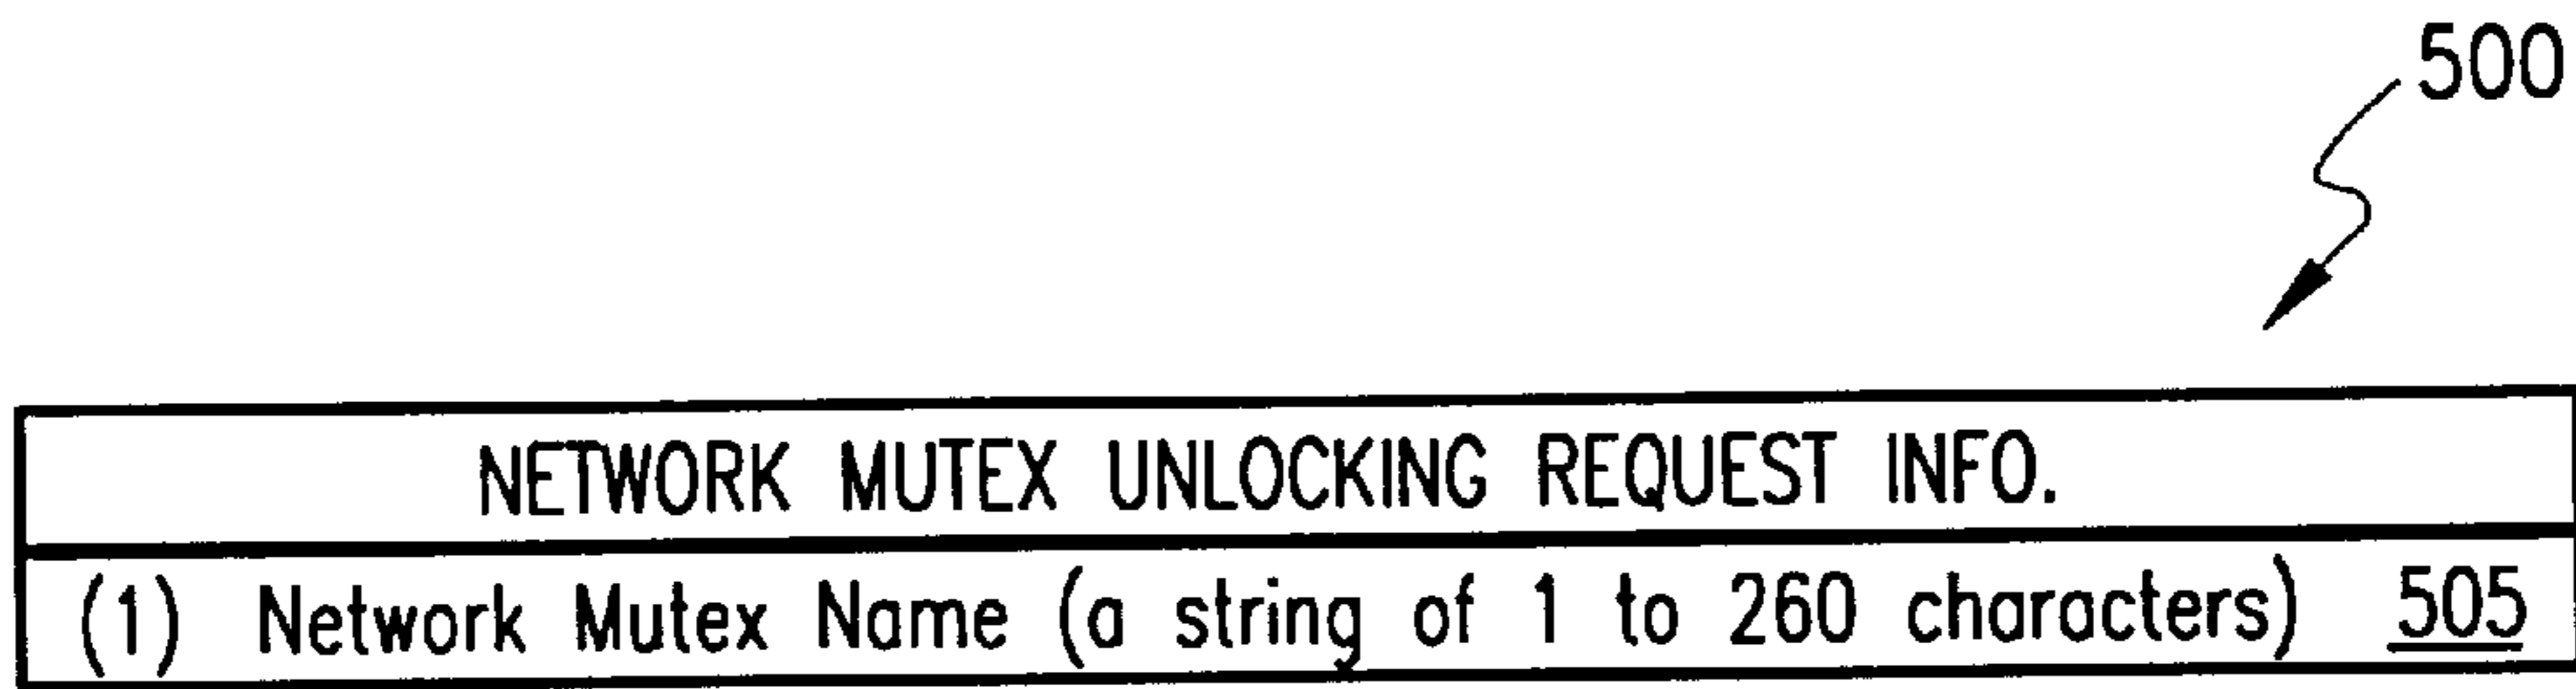 500
NETWORK MUTEX UNLOCKING REQUEST INFO.
(1) Network Mutex Name (a string of 1 to 260 characters) 505